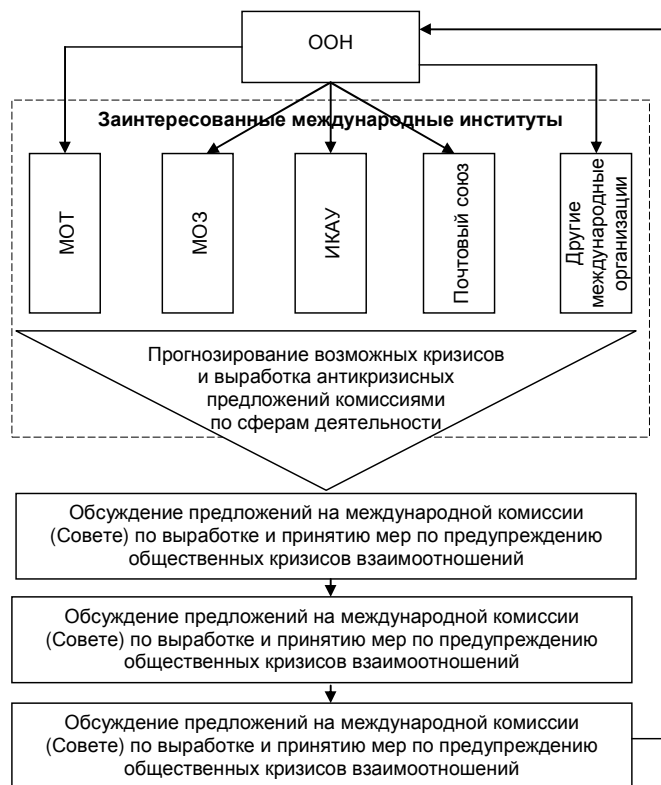 ООН
Заинтересованные международные институты
МОТ
МОЗ
ИКАУ
Почтовый союз
Другие
международные
организации
Прогнозирование возможных кризисов
и выработка антикризисных
предложений комиссиями
по сферам деятельности
Обсуждение предложений на международной комиссии
(Совете) по выработке и принятию мер по предупреждению
общественных кризисов взаимоотношений
Обсуждение предложений на международной комиссии
(Совете) по выработке и принятию мер по предупреждению
общественных кризисов взаимоотношений
Обсуждение предложений на международной комиссии
(Совете) по выработке и принятию мер по предупреждению
общественных кризисов взаимоотношений